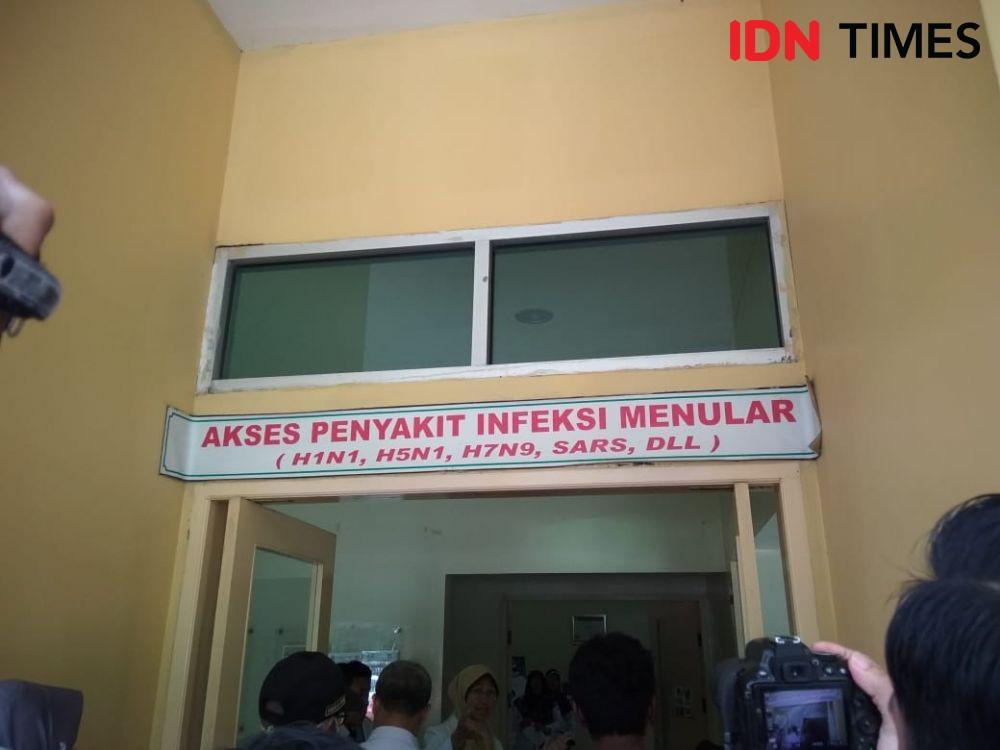 IDN TIMES
AKSES PENYAKIT INFEKSI MENULAR
( H1N1, H5N1, H7N9, SARS, DLL )